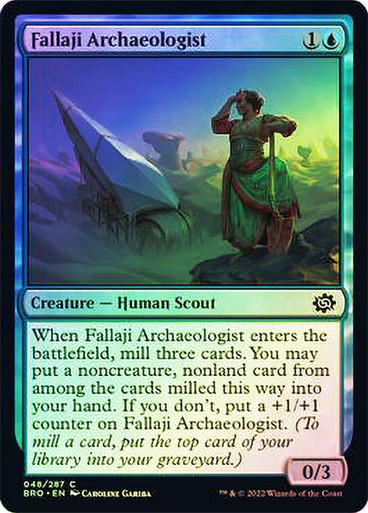 Fallaji Archaeologist 1
Creature — Human Scout
When Fallaji Archaeologist enters the
battlefield, mill three cards. You may
put a noncreature, nonland card from
among the cards milled this way into
your hand. If you don't, put a +1/+1
counter on Fallaji Archaeologist. (To
mill a card, put the top card of your
library into your graveyard.)
0/3
048/287 C
BRO • EN Caroline Gariba
™ & © 2022 Wizards of the Coast